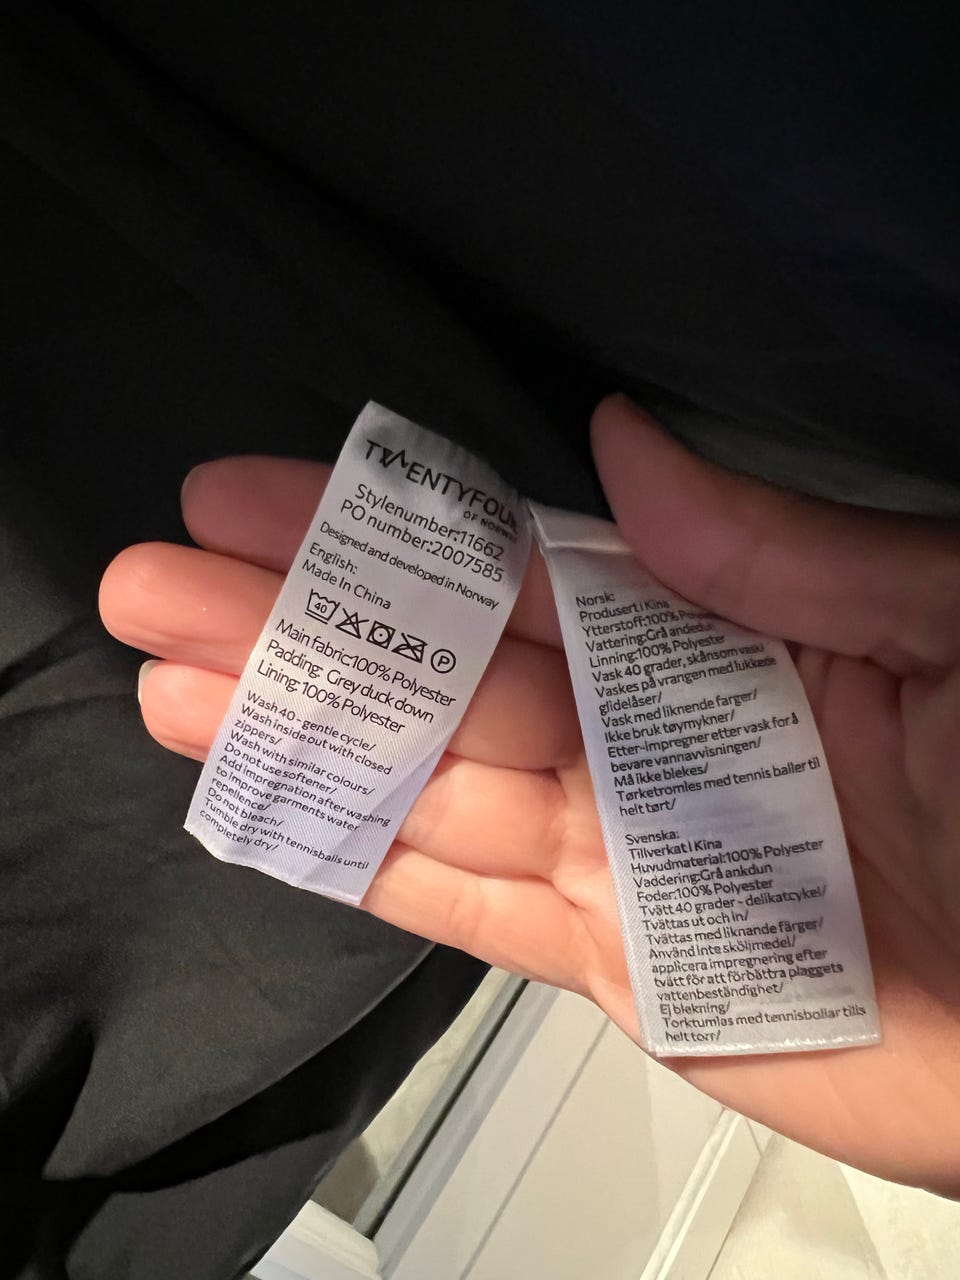 TWENTYFOUR
OF NORWAY
Stylenumber:11662
PO number:2007585
Designed and developed in Norway
English:
Made In China
40
P
Main fabric:100% Polyester
Padding: Grey duck down
Lining: 100% Polyester
Wash 40 - gentle cycle/
Wash inside out with closed
zippers/
Wash with similar colours/
Do not use softener/
Add impregnation after washing
to improve garments water
repellence/
Do not bleach/
Tumble dry with tennisballs until
completely dry/
Norsk:
Produsert i Kina
Ytterstoff:100%
Vattering:Grå andedun
Linning:100% Polyester
Vask 40 grader, skånsom vask/
Vaskes på vrangen med lukkede
glidelåser/
Vask med liknende farger/
Ikke bruk tøymykner/
Etter-impregner etter vask for å
bevare vannavvisningen/
Må ikke blekes/
Tørketromles med tennis baller til
helt tørt/
Svenska:
Tillverkat I Kina
Huvudmaterial:100% Polyester
Vaddering:Grå ankdun
Foder:100% Polyester
Tvätt 40 grader - delikatcykel/
Tvättas ut och in/
Tvättas med liknande färger/
Använd inte sköljmedel/
applicera impregnering efter
tvätt för att förbättra plaggets
vattenbeständighet/
Ej blekning/
Torktumlas med tennisbollar tills
helt torr/